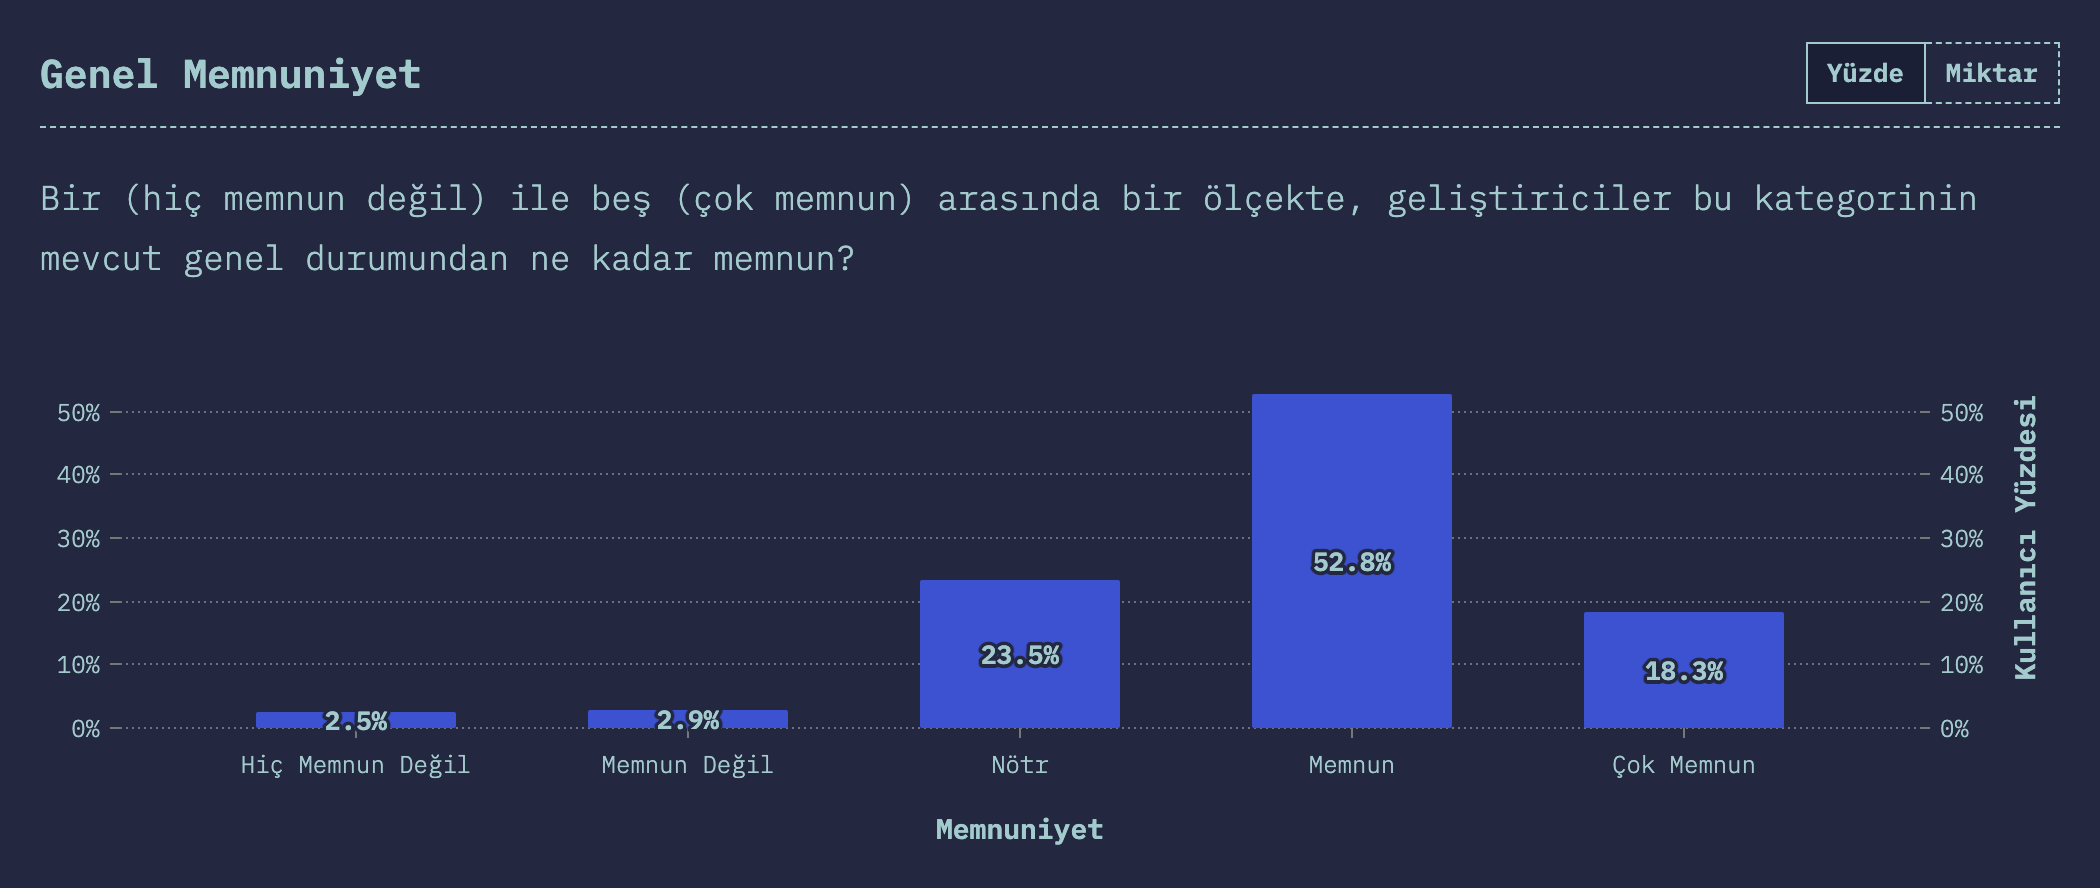 Genel Memnuniyet
Yüzde
Miktar
Bir (hiç memnun değil) ile beş (çok memnun) arasında bir ölçekte, geliştiriciler bu kategorinin
mevcut genel durumundan ne kadar memnun?
50%
40%
30%
20%
10%
0%
2.5%
2.9%
23.5%
52.8%
18.3%
50%
40%
30%
20%
10%
0%
Kullanıcı Yüzdesi
Hiç Memnun Değil
Memnun Değil
Nötr
Memnun
Çok Memnun
Memnuniyet